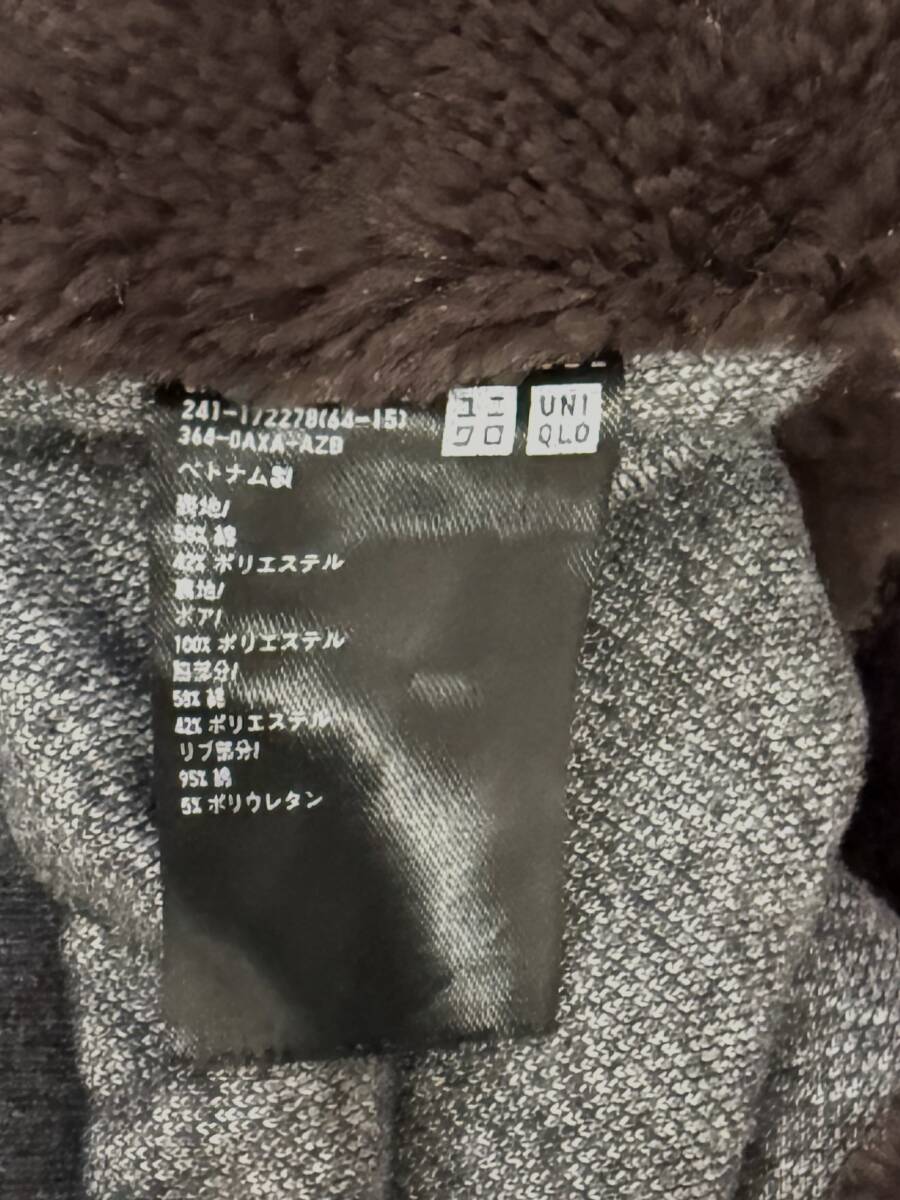 241-172278(64-15)
364-0AXA+AZD
ユニ
クロ
UNI
QLO
ベトナム製
表地/
58% 綿
42% ポリエステル
裏地/
ボア/
100% ポリエステル
胴部分/
58% 綿
42% ポリエステル
リブ部分/
95% 綿
5% ポリウレタン